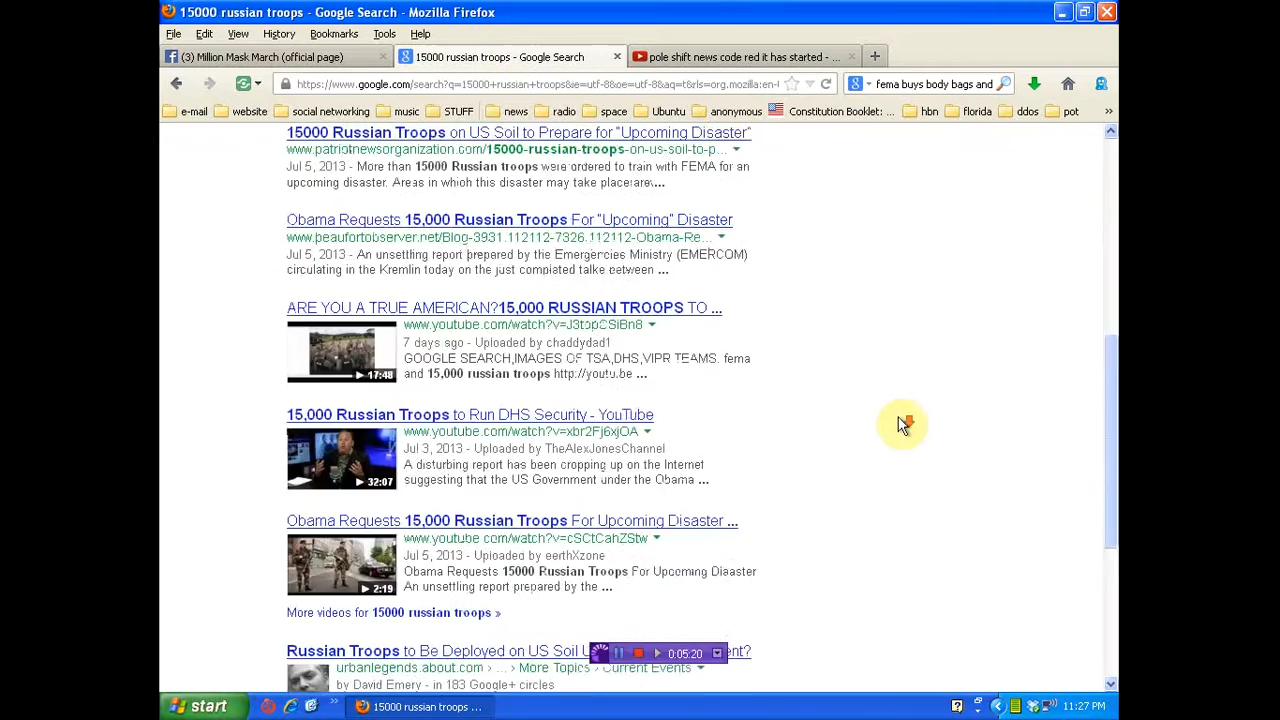 15000 russian troops - Google Search - Mozilla Firefox
File Edit View History Bookmarks Tools Help
(3) Million Mask March (official page) 15000 russian troops - Google Search pole shift news code red it has started - ...
https://www.google.com/search?q=15000+russian+troops&ie=utf-8&oe=utf-8&aq=t&rls=org.mozilla:en- fema buys body bags and
e-mail website social networking music STUFF news radio space Ubuntu anonymous Constitution Booklet: ... hbn florida ddos pot
15000 Russian Troops on US Soil to Prepare for "Upcoming Disaster"
www.patriotnewsorganization.com/15000-russian-troops-on-us-soil-to-p...
Jul 5, 2013 - More than 15000 Russian troops were ordered to train with FEMA for an
upcoming disaster. Areas in which this disaster may take place are ...
Obama Requests 15,000 Russian Troops For "Upcoming" Disaster
www.beaufortobserver.net/Blog-3931.112112-7326.112112-Obama-Re...
Jul 5, 2013 - An unsettling report prepared by the Emergencies Ministry (EMERCOM)
circulating in the Kremlin today on the just completed talks between ...
ARE YOU A TRUE AMERICAN?15,000 RUSSIAN TROOPS TO ...
www.youtube.com/watch?v=J3topCSiBn8
17:48
7 days ago - Uploaded by chaddydad1
GOOGLE SEARCH,IMAGES OF TSA,DHS,VIPR TEAMS. fema
and 15,000 russian troops http://youtu.be ...
15,000 Russian Troops to Run DHS Security - YouTube
www.youtube.com/watch?v=xbr2Fj6xjOA
32:07
Jul 3, 2013 - Uploaded by TheAlexJonesChannel
A disturbing report has been cropping up on the Internet
suggesting that the US Government under the Obama ...
Obama Requests 15,000 Russian Troops For Upcoming Disaster ...
www.youtube.com/watch?v=cSCtCahZStw
2:19
Jul 5, 2013 - Uploaded by eerthXzone
Obama Requests 15000 Russian Troops For Upcoming Disaster
An unsettling report prepared by the ...
More videos for 15000 russian troops »
Russian Troops to Be Deployed on US Soil ent?
0:05:20
urbanlegends.about.com › ... › More Topics › Current Events
by David Emery - in 183 Google+ circles
start 15000 russian troops ... 11:27 PM